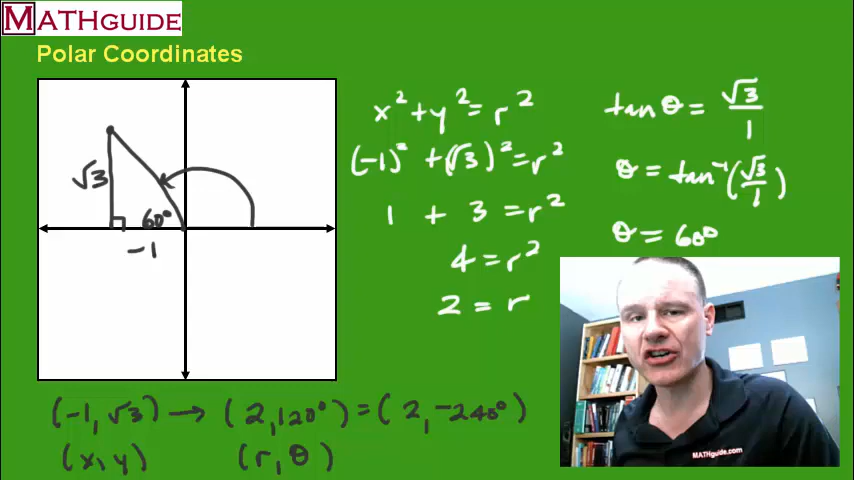 MATHGUIDE
Polar Coordinates
√3
60°
-1
x² + y² = r²
(-1)² + (√3)² = r²
1 + 3 = r²
4 = r²
2 = r
tan θ = √3/1
θ = tan⁻¹(√3/1)
θ = 60°
(-1, √3) → (2, 120°) = (2, -240°)
(x, y) (r, θ)
MATHguide.com